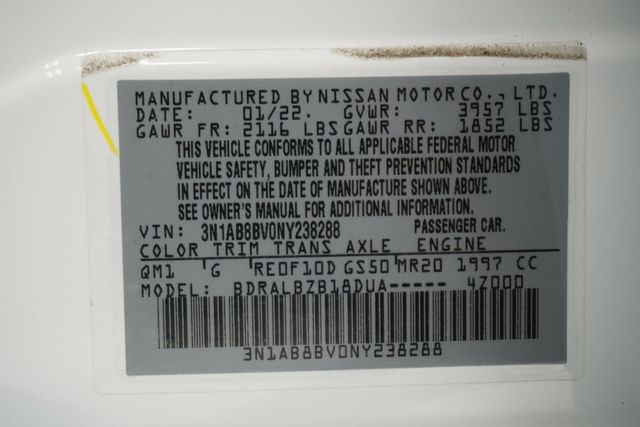 MANUFACTURED BY NISSAN MOTOR CO., LTD.
DATE: 01/22. GVWR: 3957 LBS
GAWR FR: 2116 LBS GAWR RR: 1852 LBS
THIS VEHICLE CONFORMS TO ALL APPLICABLE FEDERAL MOTOR
VEHICLE SAFETY, BUMPER AND THEFT PREVENTION STANDARDS
IN EFFECT ON THE DATE OF MANUFACTURE SHOWN ABOVE.
SEE OWNER'S MANUAL FOR ADDITIONAL INFORMATION.
VIN: 3N1AB8BV0NY238288 PASSENGER CAR.
COLOR TRIM TRANS AXLE ENGINE
QM1 G RE0F10D GS50 MR20 1997 CC
MODEL: BDRALBZB18DUA----- 4Z000
3N1AB8BV0NY238288